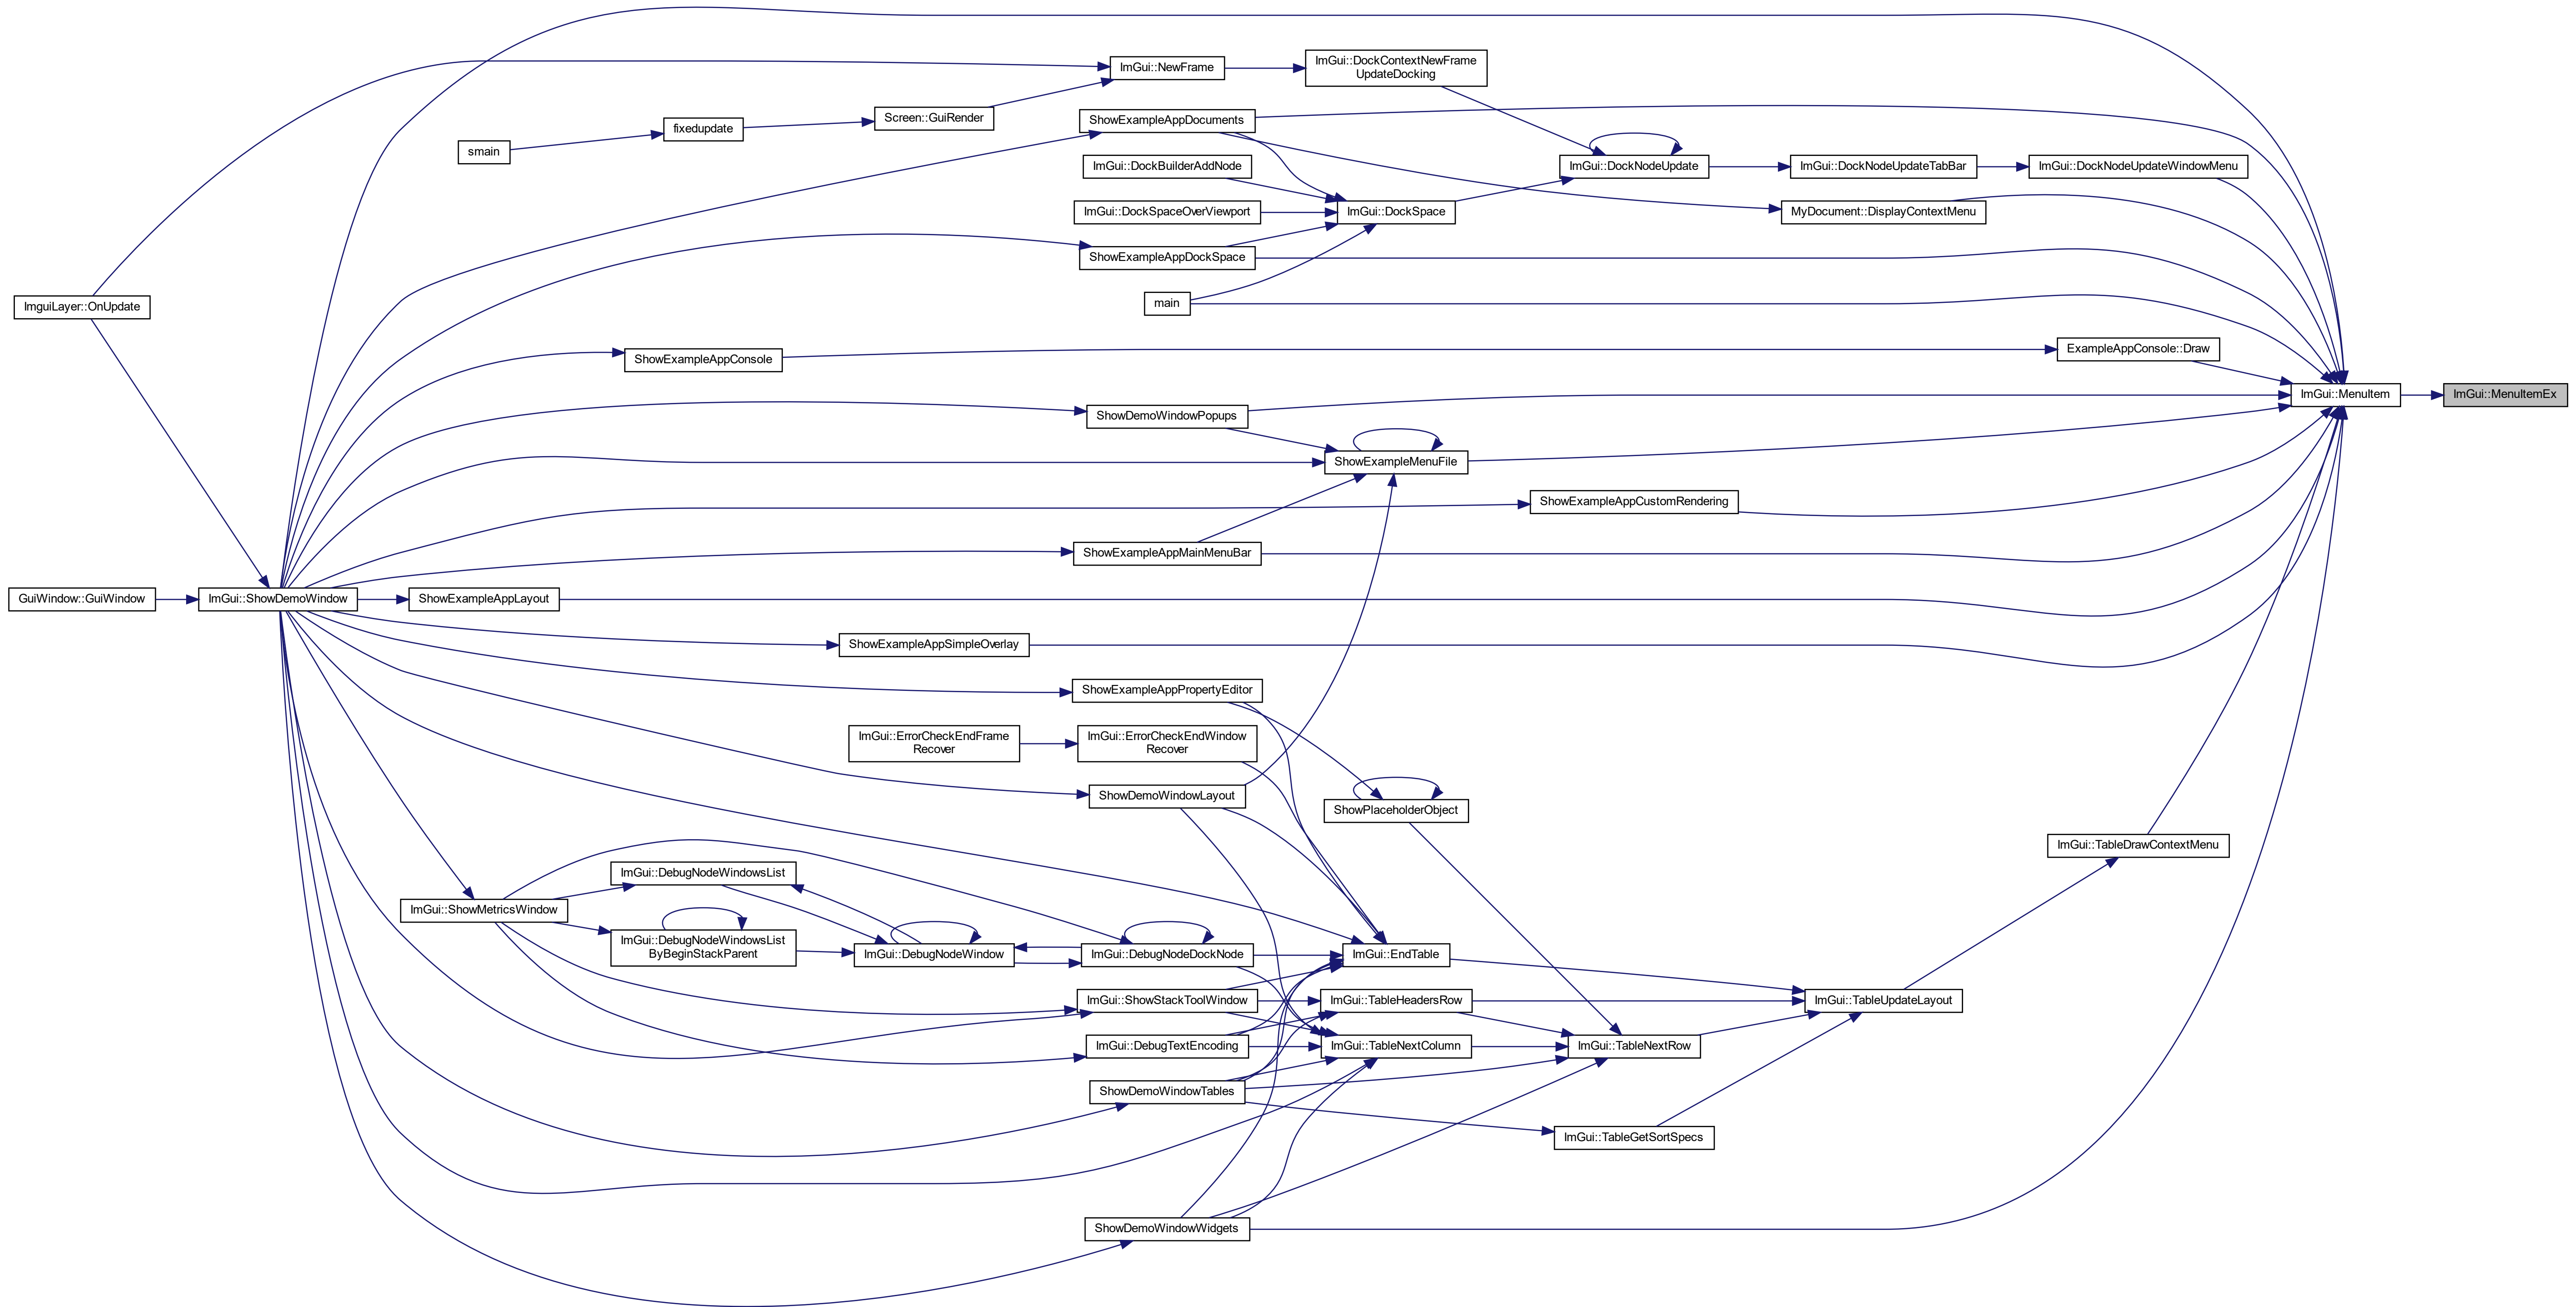 ImGui::NewFrame
ImGui::DockContextNewFrame
UpdateDocking
Screen::GuiRender
ShowExampleAppDocuments
fixedupdate
smain
ImGui::DockBuilderAddNode
ImGui::DockNodeUpdate
ImGui::DockNodeUpdateTabBar
ImGui::DockNodeUpdateWindowMenu
ImGui::DockSpaceOverViewport
ImGui::DockSpace
MyDocument::DisplayContextMenu
ShowExampleAppDockSpace
main
ImguiLayer::OnUpdate
ShowExampleAppConsole
ExampleAppConsole::Draw
ImGui::MenuItem
ImGui::MenuItemEx
ShowDemoWindowPopups
ShowExampleMenuFile
ShowExampleAppCustomRendering
ShowExampleAppMainMenuBar
GuiWindow::GuiWindow
ImGui::ShowDemoWindow
ShowExampleAppLayout
ShowExampleAppSimpleOverlay
ShowExampleAppPropertyEditor
ImGui::ErrorCheckEndFrame
Recover
ImGui::ErrorCheckEndWindow
Recover
ShowDemoWindowLayout
ShowPlaceholderObject
ImGui::TableDrawContextMenu
ImGui::DebugNodeWindowsList
ImGui::ShowMetricsWindow
ImGui::DebugNodeWindowsList
ByBeginStackParent
ImGui::DebugNodeWindow
ImGui::DebugNodeDockNode
ImGui::EndTable
ImGui::ShowStackToolWindow
ImGui::TableHeadersRow
ImGui::TableUpdateLayout
ImGui::DebugTextEncoding
ImGui::TableNextColumn
ImGui::TableNextRow
ShowDemoWindowTables
ImGui::TableGetSortSpecs
ShowDemoWindowWidgets